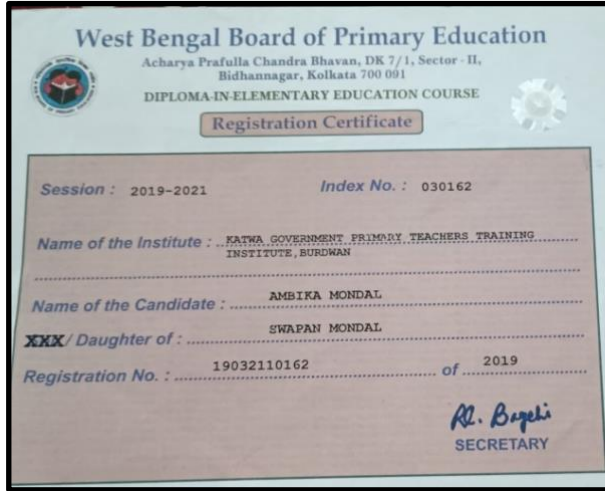 West Bengal Board of Primary Education
Acharya Prafulla Chandra Bhavan, DK 7/1, Sector - II,
Bidhannagar, Kolkata 700 091
DIPLOMA-IN-ELEMENTARY EDUCATION COURSE
Registration Certificate
Session : 2019-2021 Index No. : 030162
Name of the Institute : KATWA GOVERNMENT PRIMARY TEACHERS TRAINING
INSTITUTE, BURDWAN
Name of the Candidate : AMBIKA MONDAL
XXX/ Daughter of : SWAPAN MONDAL
Registration No. : 19032110162 of 2019
R. Bagchi
SECRETARY